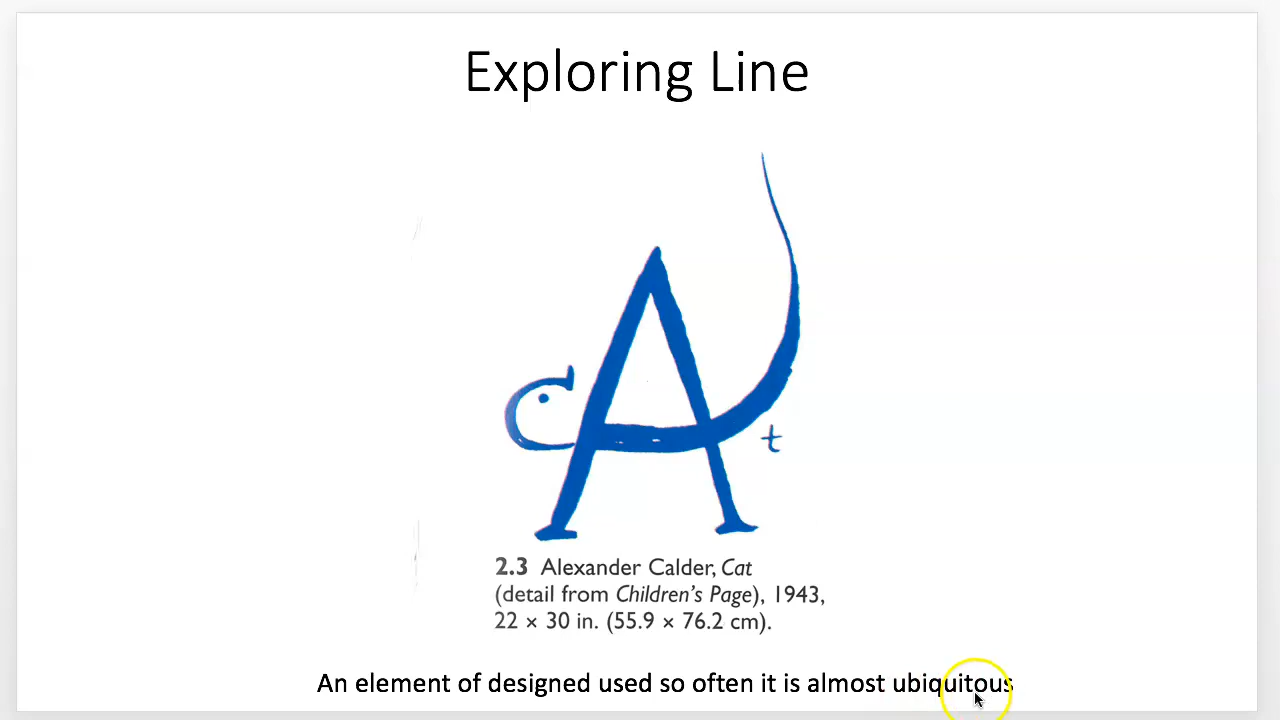 Exploring Line
C A t
2.3 Alexander Calder, Cat
(detail from Children's Page), 1943,
22 × 30 in. (55.9 × 76.2 cm).
An element of designed used so often it is almost ubiquitous